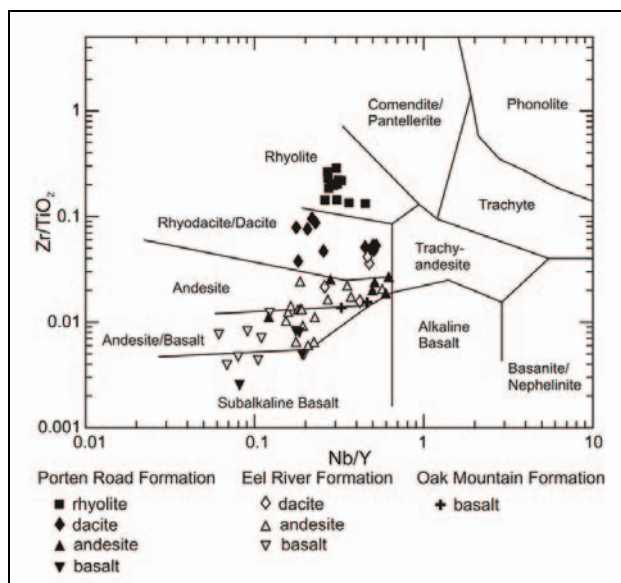 1
0.1
0.01
0.001
Zr/TiO2
Comendite/
Pantellerite
Phonolite
Rhyolite
Trachyte
Rhyodacite/Dacite
Trachy-
andesite
Andesite
Andesite/Basalt
Alkaline
Basalt
Subalkaline Basalt
Basanite/
Nephelinite
0.01 0.1 1 10
Nb/Y
Porten Road Formation Eel River Formation Oak Mountain Formation
rhyolite dacite basalt
dacite andesite
andesite basalt
basalt